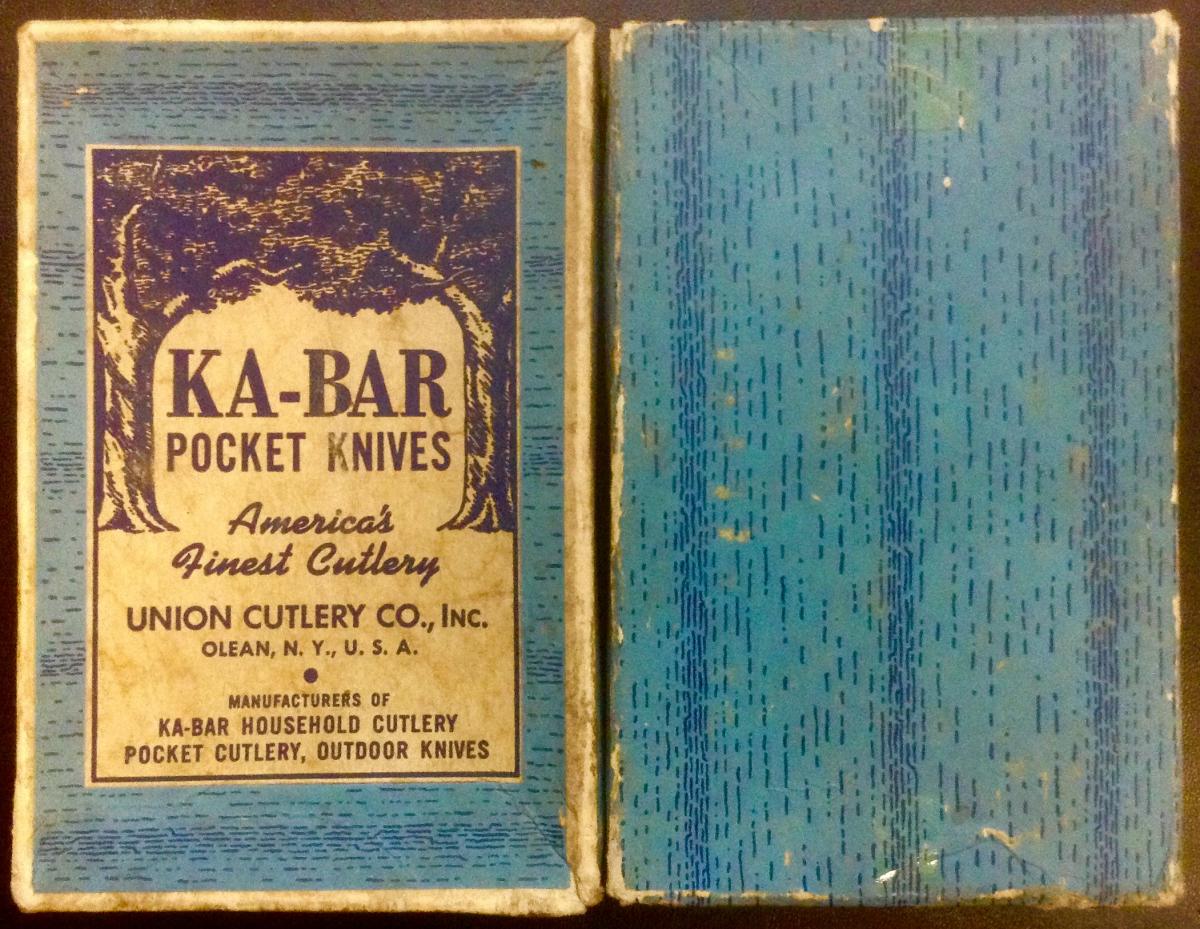 KA-BAR
POCKET KNIVES
America's
Finest Cutlery
UNION CUTLERY CO., INC.
OLEAN, N. Y., U. S. A.
MANUFACTURERS OF
KA-BAR HOUSEHOLD CUTLERY
POCKET CUTLERY, OUTDOOR KNIVES